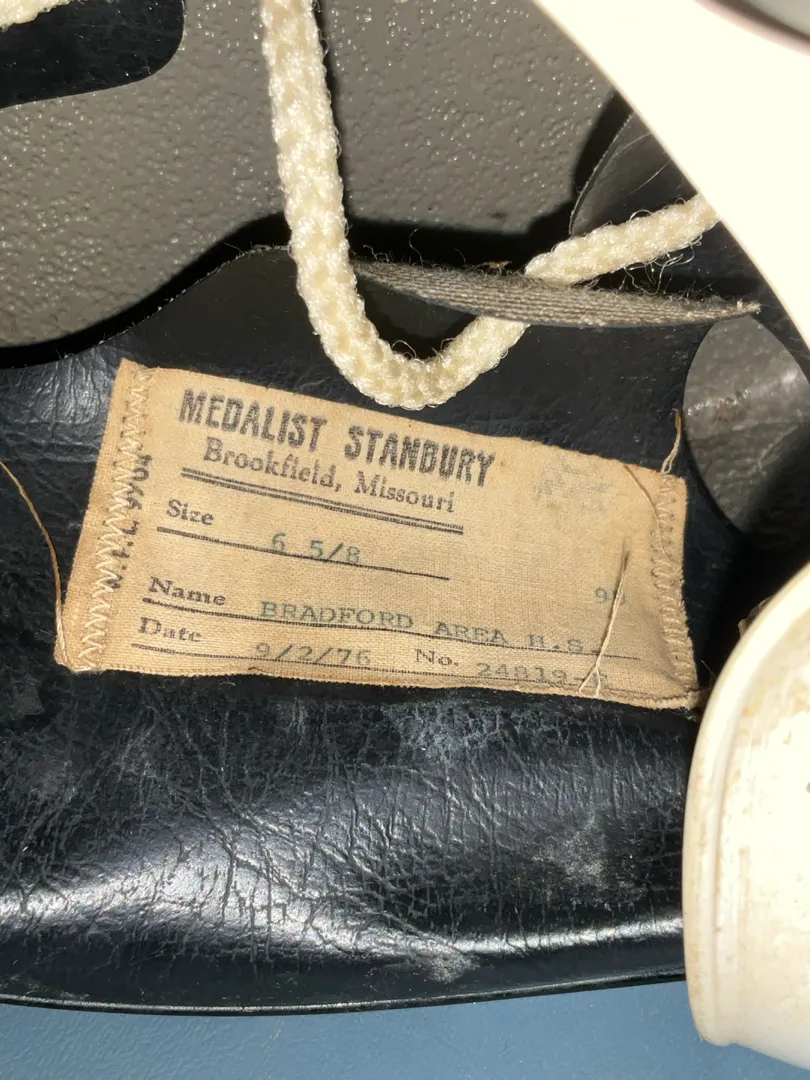 MEDALIST STANBURY
Brookfield, Missouri
Size 6 5/8
Name BRADFORD AREA H.S.
Date 9/2/76 No.